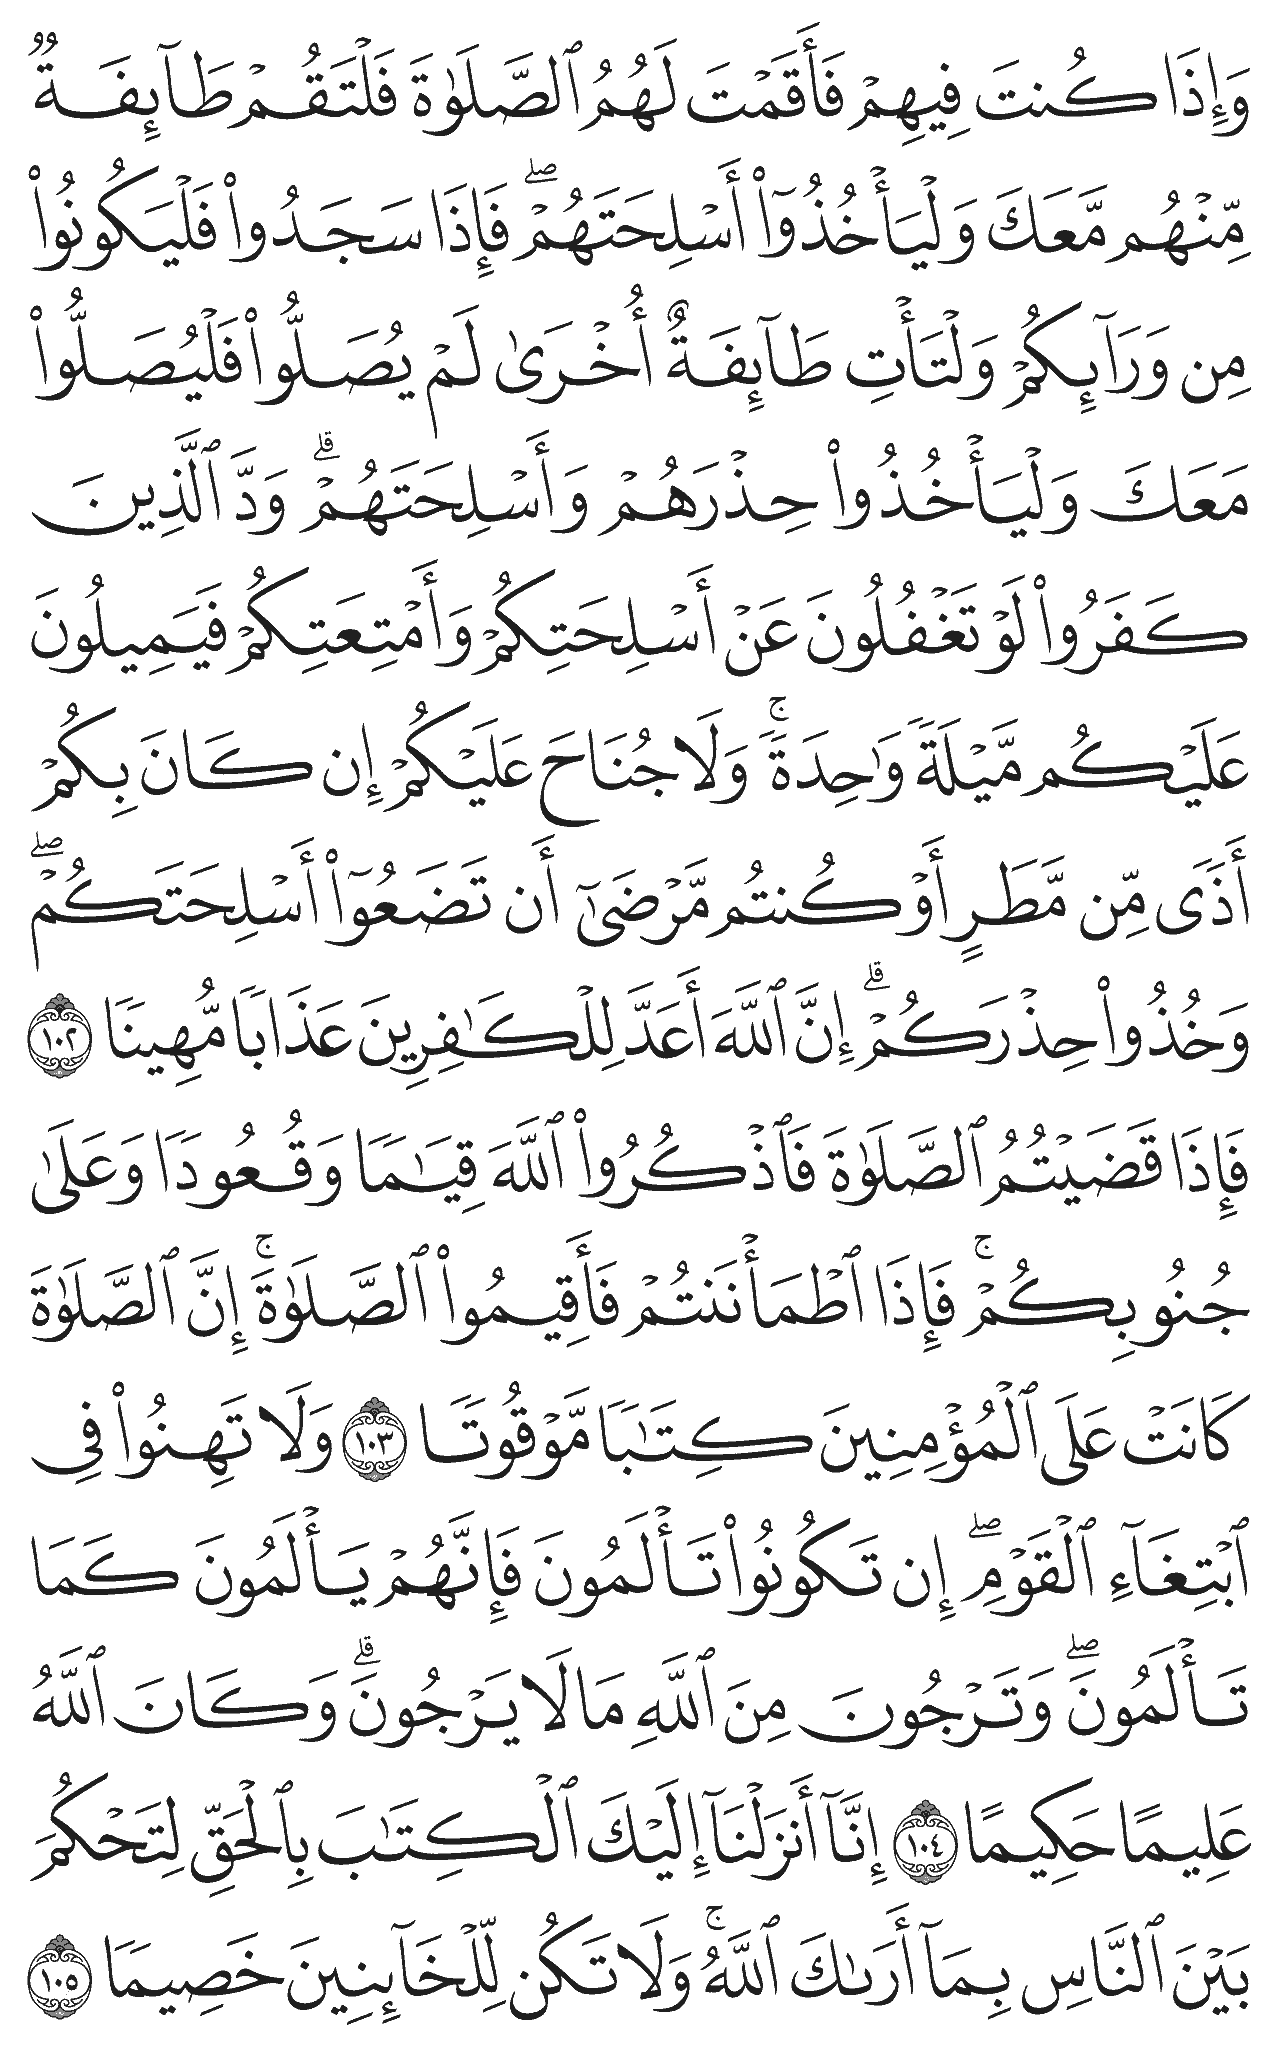 وَإِذَا كُنتَ فِيهِمۡ فَأَقَمۡتَ لَهُمُ ٱلصَّلَوٰةَ فَلۡتَقُمۡ طَآئِفَةٞ
مِّنۡهُم مَّعَكَ وَلۡيَأۡخُذُوٓاْ أَسۡلِحَتَهُمۡۖ فَإِذَا سَجَدُواْ فَلۡيَكُونُواْ
مِن وَرَآئِكُمۡ وَلۡتَأۡتِ طَآئِفَةٌ أُخۡرَىٰ لَمۡ يُصَلُّواْ فَلۡيُصَلُّواْ
مَعَكَ وَلۡيَأۡخُذُواْ حِذۡرَهُمۡ وَأَسۡلِحَتَهُمۡۗ وَدَّ ٱلَّذِينَ
كَفَرُواْ لَوۡ تَغۡفُلُونَ عَنۡ أَسۡلِحَتِكُمۡ وَأَمۡتِعَتِكُمۡ فَيَمِيلُونَ
عَلَيۡكُم مَّيۡلَةٗ وَٰحِدَةٗۚ وَلَا جُنَاحَ عَلَيۡكُمۡ إِن كَانَ بِكُمۡ
أَذٗى مِّن مَّطَرٍ أَوۡ كُنتُم مَّرۡضَىٰٓ أَن تَضَعُوٓاْ أَسۡلِحَتَكُمۡۖ
وَخُذُواْ حِذۡرَكُمۡۗ إِنَّ ٱللَّهَ أَعَدَّ لِلۡكَٰفِرِينَ عَذَابٗا مُّهِينٗا ١٠٢
فَإِذَا قَضَيۡتُمُ ٱلصَّلَوٰةَ فَٱذۡكُرُواْ ٱللَّهَ قِيَٰمٗا وَقُعُودٗا وَعَلَىٰ
جُنُوبِكُمۡۚ فَإِذَا ٱطۡمَأۡنَنتُمۡ فَأَقِيمُواْ ٱلصَّلَوٰةَۚ إِنَّ ٱلصَّلَوٰةَ
كَانَتۡ عَلَى ٱلۡمُؤۡمِنِينَ كِتَٰبٗا مَّوۡقُوتٗا ١٠٣ وَلَا تَهِنُواْ فِي
ٱبۡتِغَآءِ ٱلۡقَوۡمِۖ إِن تَكُونُواْ تَأۡلَمُونَ فَإِنَّهُمۡ يَأۡلَمُونَ كَمَا
تَأۡلَمُونَۖ وَتَرۡجُونَ مِنَ ٱللَّهِ مَا لَا يَرۡجُونَۗ وَكَانَ ٱللَّهُ
عَلِيمًا حَكِيمًا ١٠٤ إِنَّآ أَنزَلۡنَآ إِلَيۡكَ ٱلۡكِتَٰبَ بِٱلۡحَقِّ لِتَحۡكُمَ
بَيۡنَ ٱلنَّاسِ بِمَآ أَرَىٰكَ ٱللَّهُۚ وَلَا تَكُن لِّلۡخَآئِنِينَ خَصِيمٗا ١٠٥